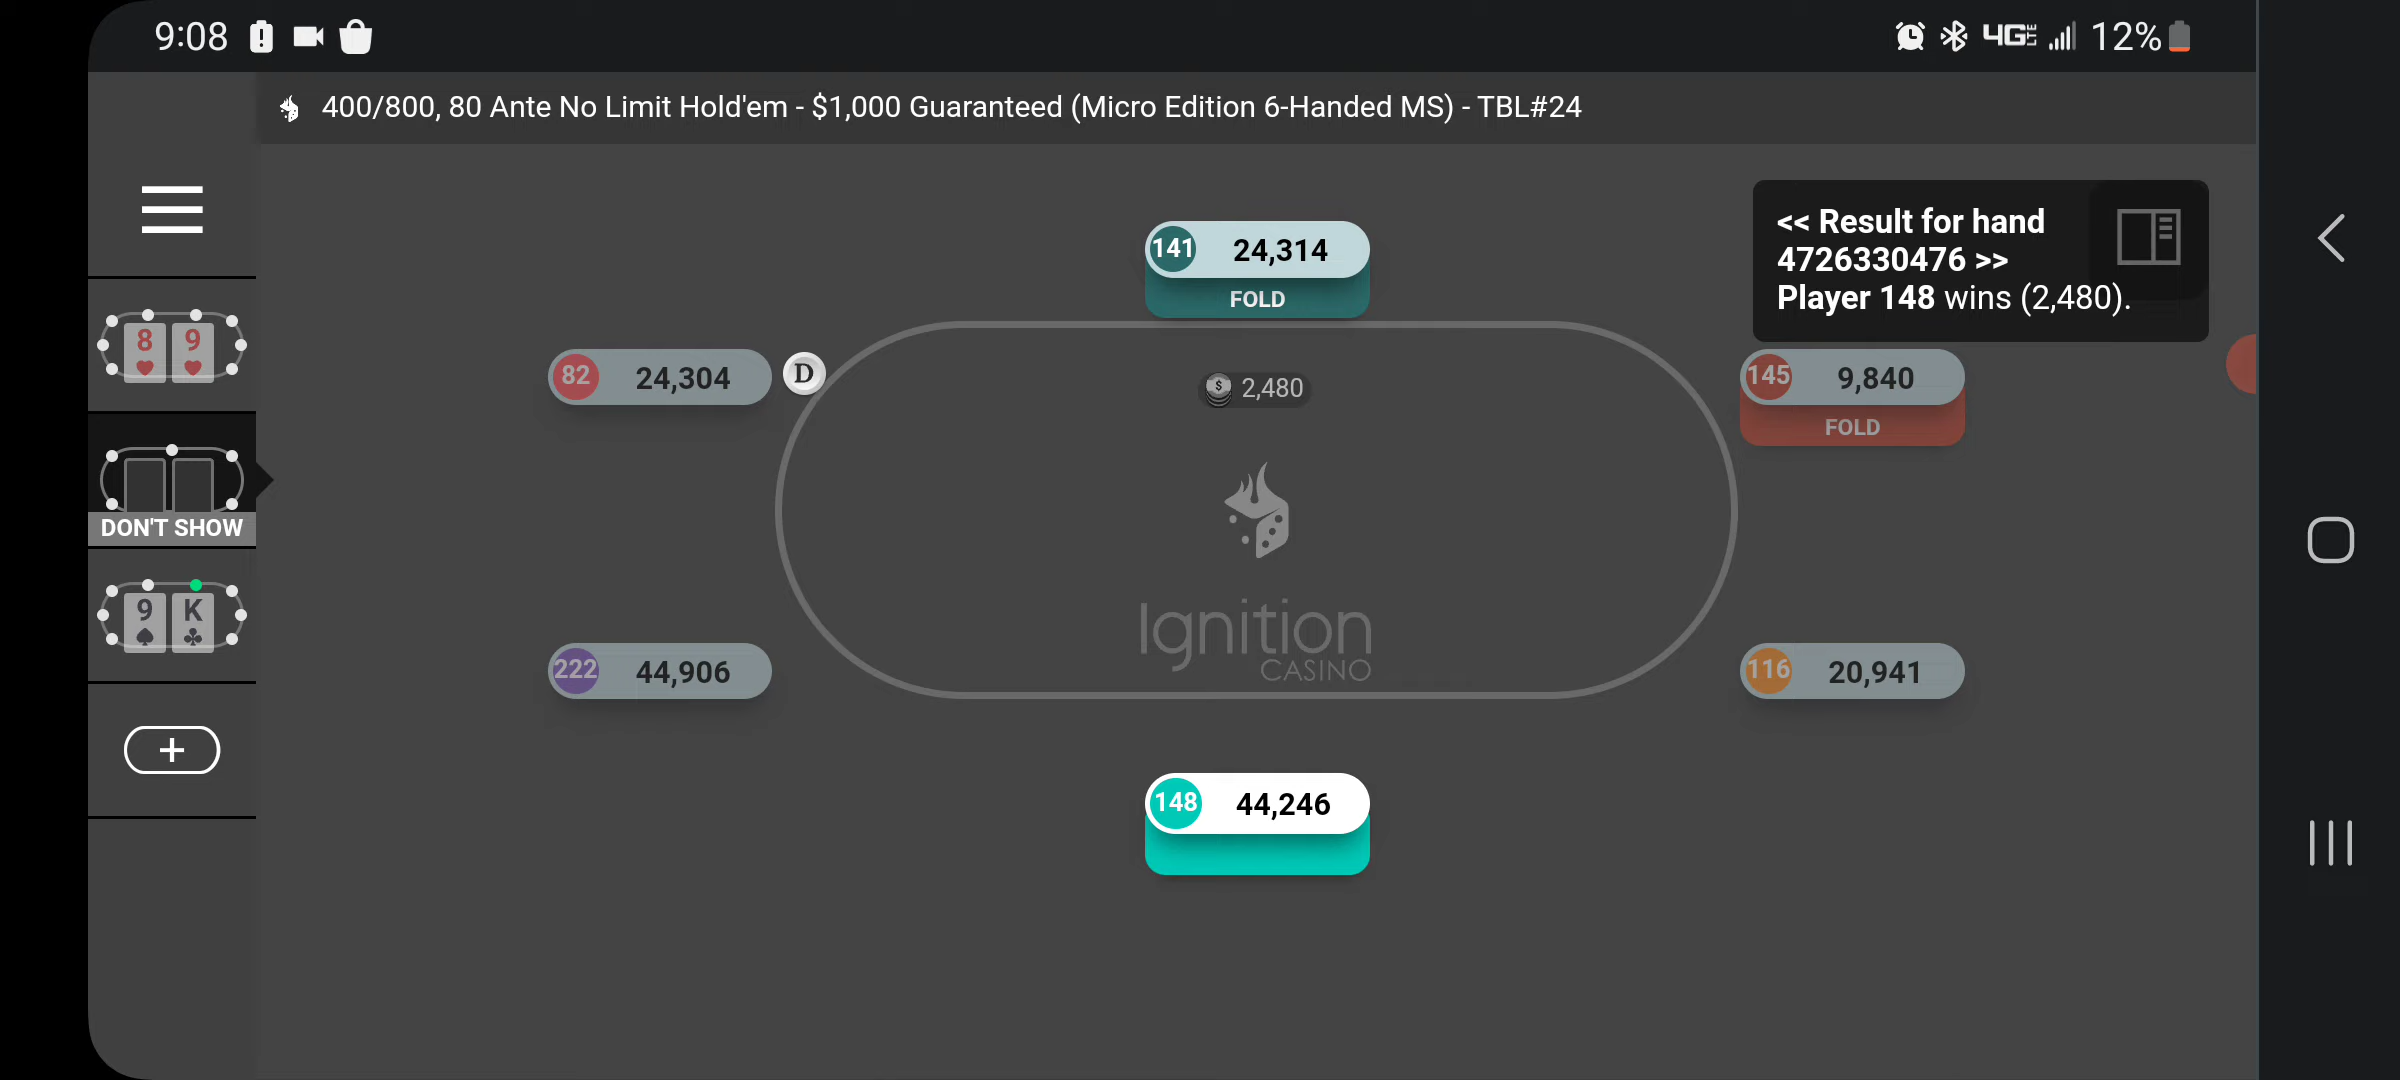 9:08
4G LTE 12%
400/800, 80 Ante No Limit Hold'em - $1,000 Guaranteed (Micro Edition 6-Handed MS) - TBL#24
<< Result for hand
4726330476 >>
Player 148 wins (2,480).
141 24,314
FOLD
82 24,304
D
$ 2,480
145 9,840
FOLD
8 9
DON'T SHOW
9 K
+
Ignition
CASINO
222 44,906
116 20,941
148 44,246